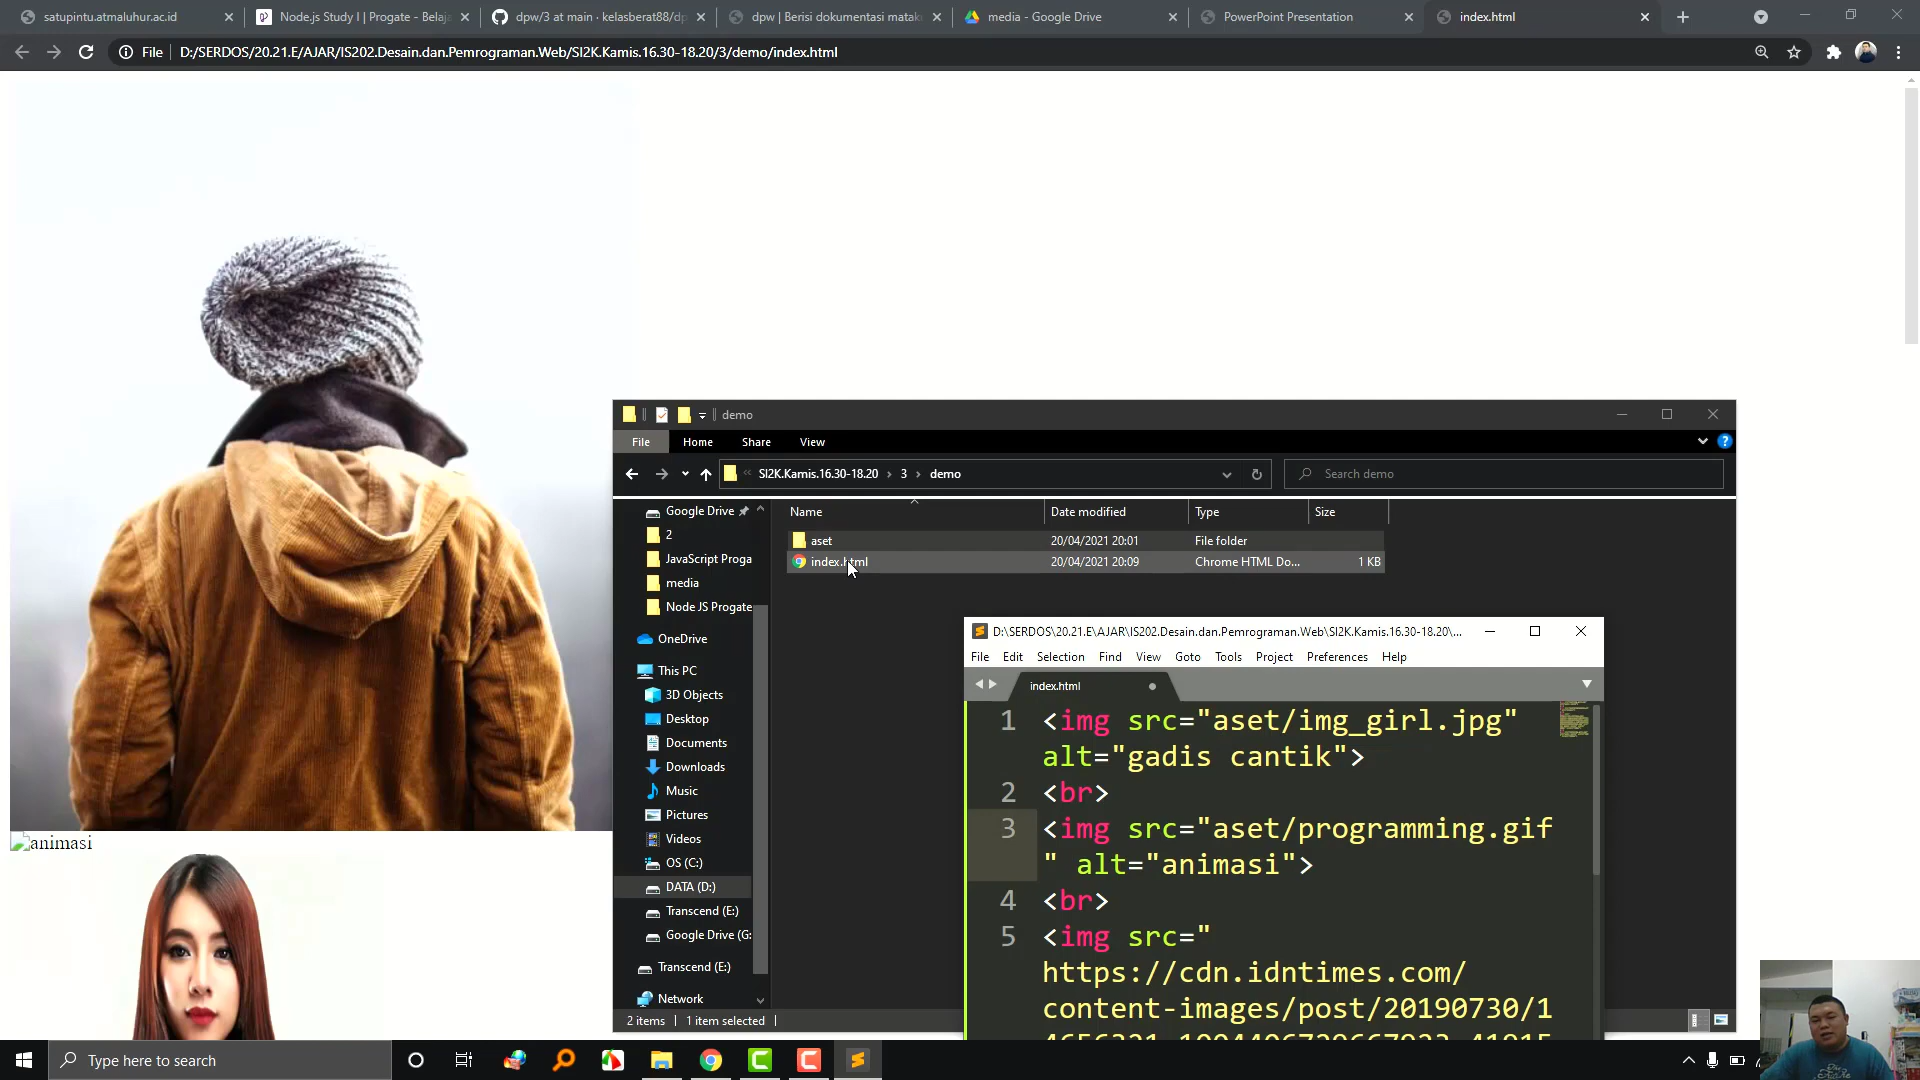 satupintu.atmaluhur.ac.id
Node.js Study I | Progate - Belaja
dpw/3 at main · kelasberat88/dp
dpw | Berisi dokumentasi mataku
media - Google Drive
PowerPoint Presentation
index.html
File
D:/SERDOS/20.21.E/AJAR/IS202.Desain.dan.Pemrograman.Web/SI2K.Kamis.16.30-18.20/3/demo/index.html
animasi
demo
File Home Share View
SI2K.Kamis.16.30-18.20 › 3 › demo
Search demo
Name Date modified Type Size
aset 20/04/2021 20:01 File folder
index.html 20/04/2021 20:09 Chrome HTML Do... 1 KB
Google Drive
2
JavaScript Proga
media
Node JS Progate
OneDrive
This PC
3D Objects
Desktop
Documents
Downloads
Music
Pictures
Videos
OS (C:)
DATA (D:)
Transcend (E:)
Google Drive (G:
Transcend (E:)
Network
2 items 1 item selected
D:\SERDOS\20.21.E\AJAR\IS202.Desain.dan.Pemrograman.Web\SI2K.Kamis.16.30-18.20\...
File Edit Selection Find View Goto Tools Project Preferences Help
index.html
1 <img src="aset/img_girl.jpg"
alt="gadis cantik">
2 <br>
3 <img src="aset/programming.gif
" alt="animasi">
4 <br>
5 <img src="
https://cdn.idntimes.com/
content-images/post/20190730/1
Type here to search